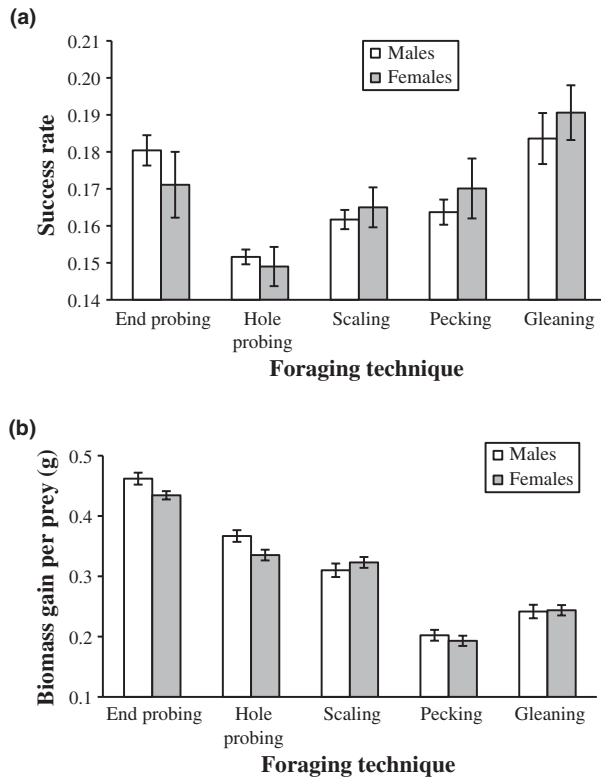 (a)
Males
Females
0.21
0.20
0.19
0.18
0.17
0.16
0.15
0.14
Success rate
End probing
Hole
probing
Scaling
Pecking
Gleaning
Foraging technique
(b)
Males
Females
0.5
0.4
0.3
0.2
0.1
Biomass gain per prey (g)
End probing
Hole
probing
Scaling
Pecking
Gleaning
Foraging technique